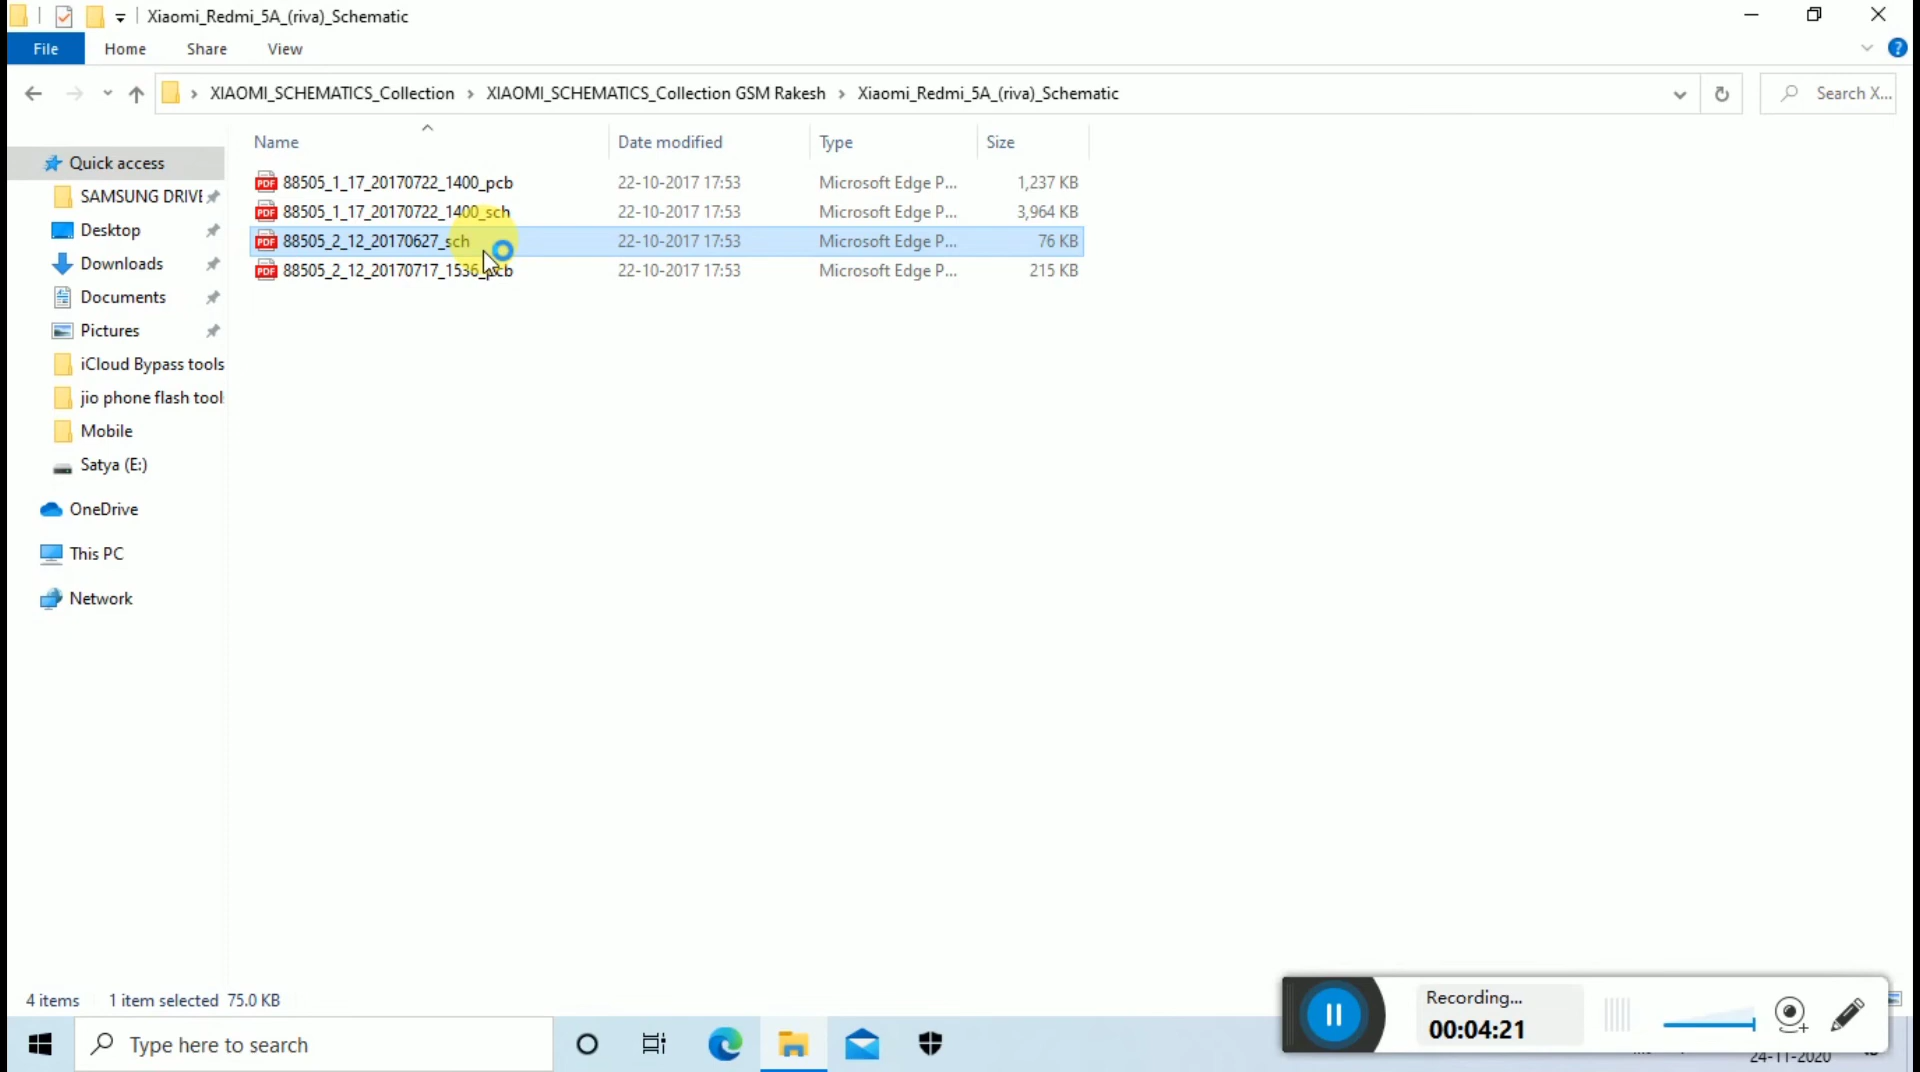 Xiaomi_Redmi_5A_(riva)_Schematic
File Home Share View
XIAOMI_SCHEMATICS_Collection › XIAOMI_SCHEMATICS_Collection GSM Rakesh › Xiaomi_Redmi_5A_(riva)_Schematic
Search X...
Name Date modified Type Size
Quick access
SAMSUNG DRIVE
Desktop
Downloads
Documents
Pictures
iCloud Bypass tools
jio phone flash tool
Mobile
Satya (E:)
OneDrive
This PC
Network
PDF 88505_1_17_20170722_1400_pcb 22-10-2017 17:53 Microsoft Edge P... 1,237 KB
PDF 88505_1_17_20170722_1400_sch 22-10-2017 17:53 Microsoft Edge P... 3,964 KB
PDF 88505_2_12_20170627_sch 22-10-2017 17:53 Microsoft Edge P... 76 KB
PDF 88505_2_12_20170717_1536_pcb 22-10-2017 17:53 Microsoft Edge P... 215 KB
4 items 1 item selected 75.0 KB
Recording...
00:04:21
Type here to search
24-11-2020